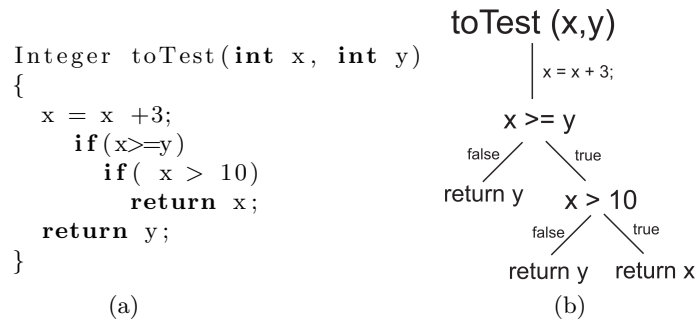 Integer toTest(int x, int y)
{
x = x +3;
if(x>=y)
if( x > 10)
return x;
return y;
}
(a)
toTest (x,y)
x = x + 3;
x >= y
false
true
return y
x > 10
false
true
return y
return x
(b)